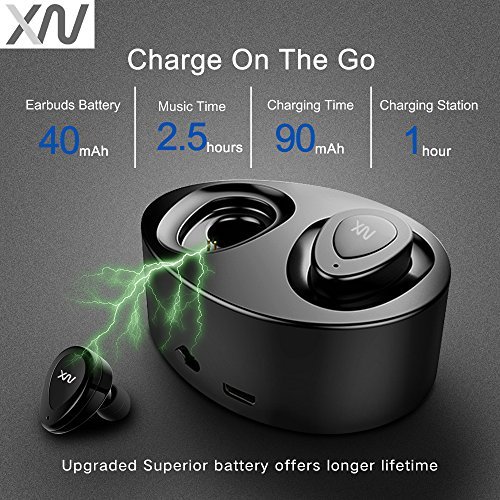 XN
Charge On The Go
Earbuds Battery
40mAh
Music Time
2.5hours
Charging Time
90mAh
Charging Station
1hour
XN
XN
Upgraded Superior battery offers longer lifetime